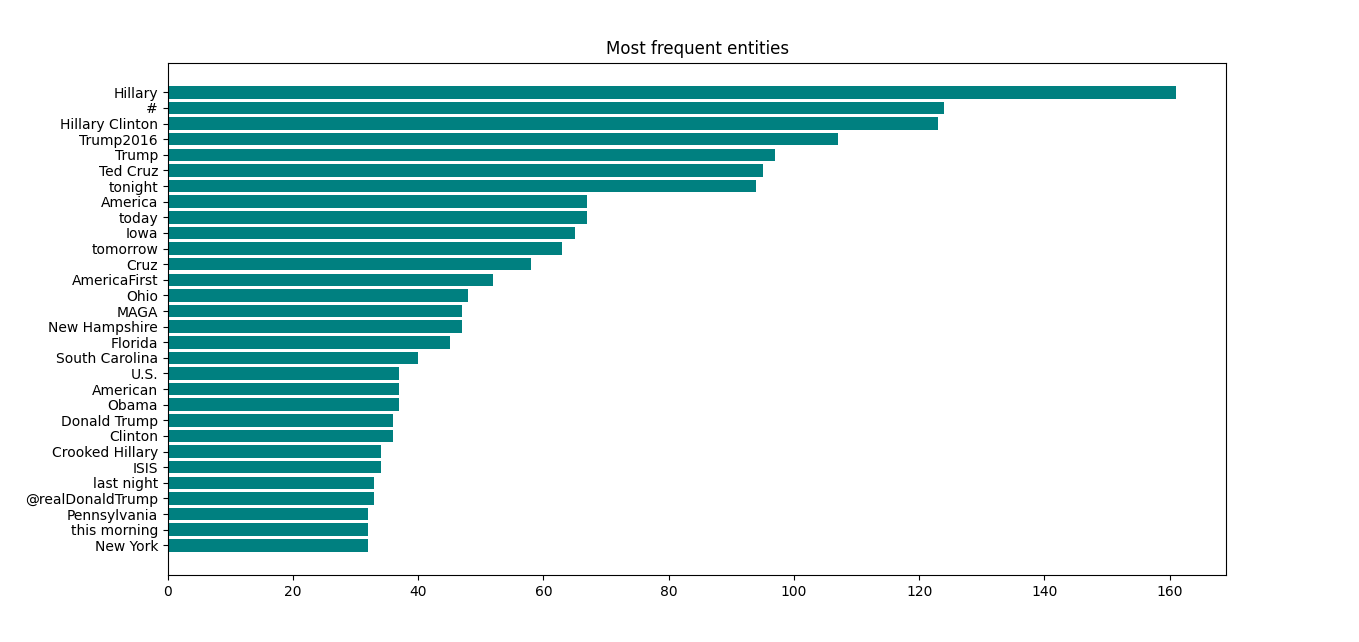 Most frequent entities
Hillary
#
Hillary Clinton
Trump2016
Trump
Ted Cruz
tonight
America
today
Iowa
tomorrow
Cruz
AmericaFirst
Ohio
MAGA
New Hampshire
Florida
South Carolina
U.S.
American
Obama
Donald Trump
Clinton
Crooked Hillary
ISIS
last night
@realDonaldTrump
Pennsylvania
this morning
New York
0 20 40 60 80 100 120 140 160